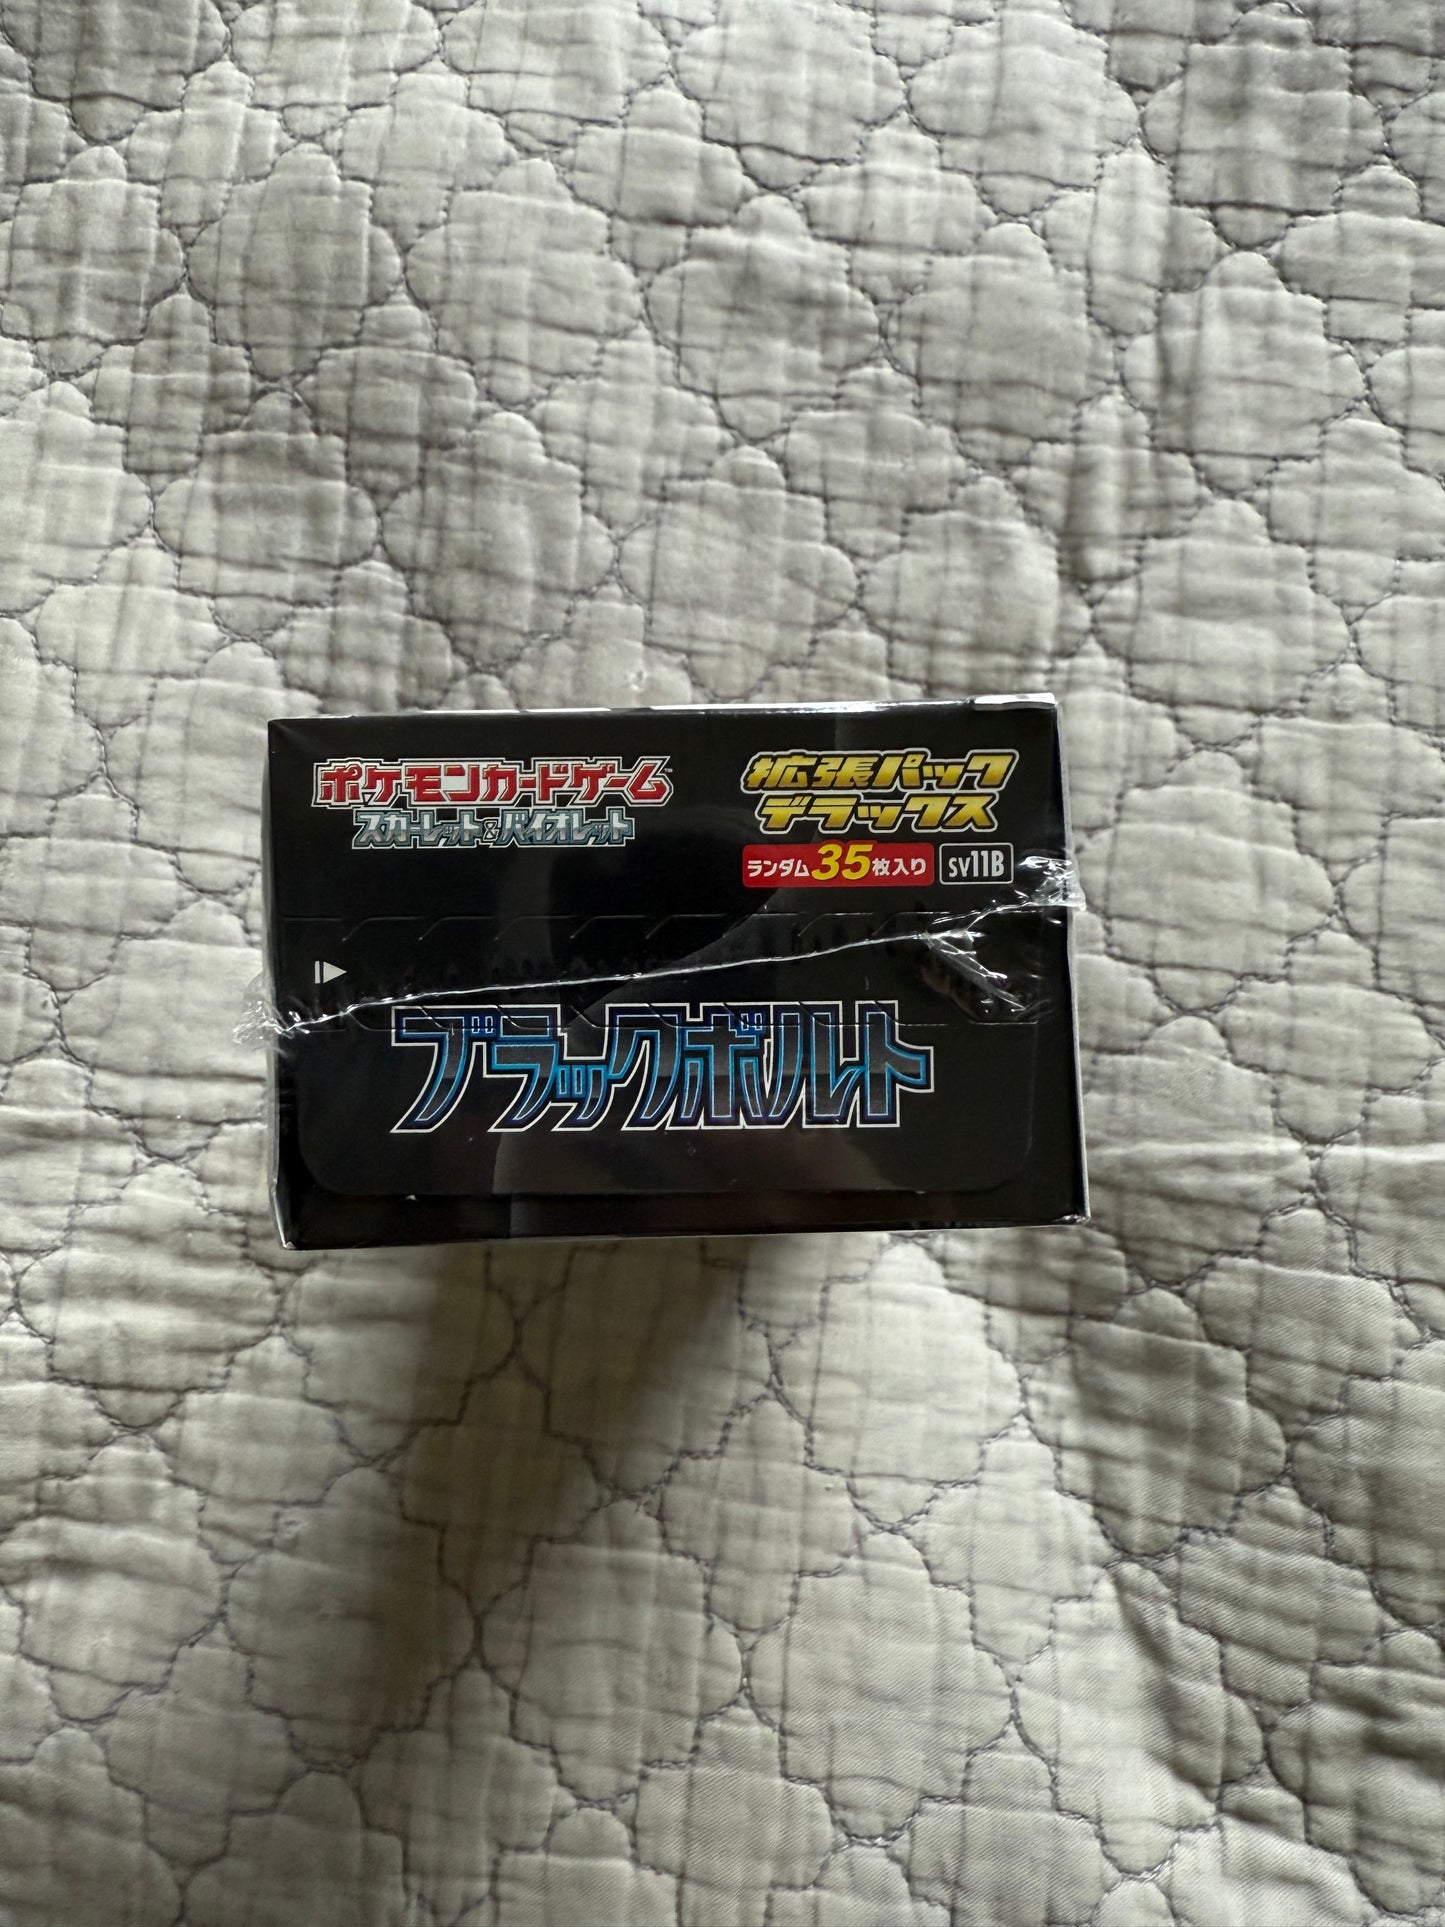 ポケモンカードゲーム™
スカーレット&バイオレット
拡張パック
デラックス
ランダム35枚入り
SV11B
ブラックボルト